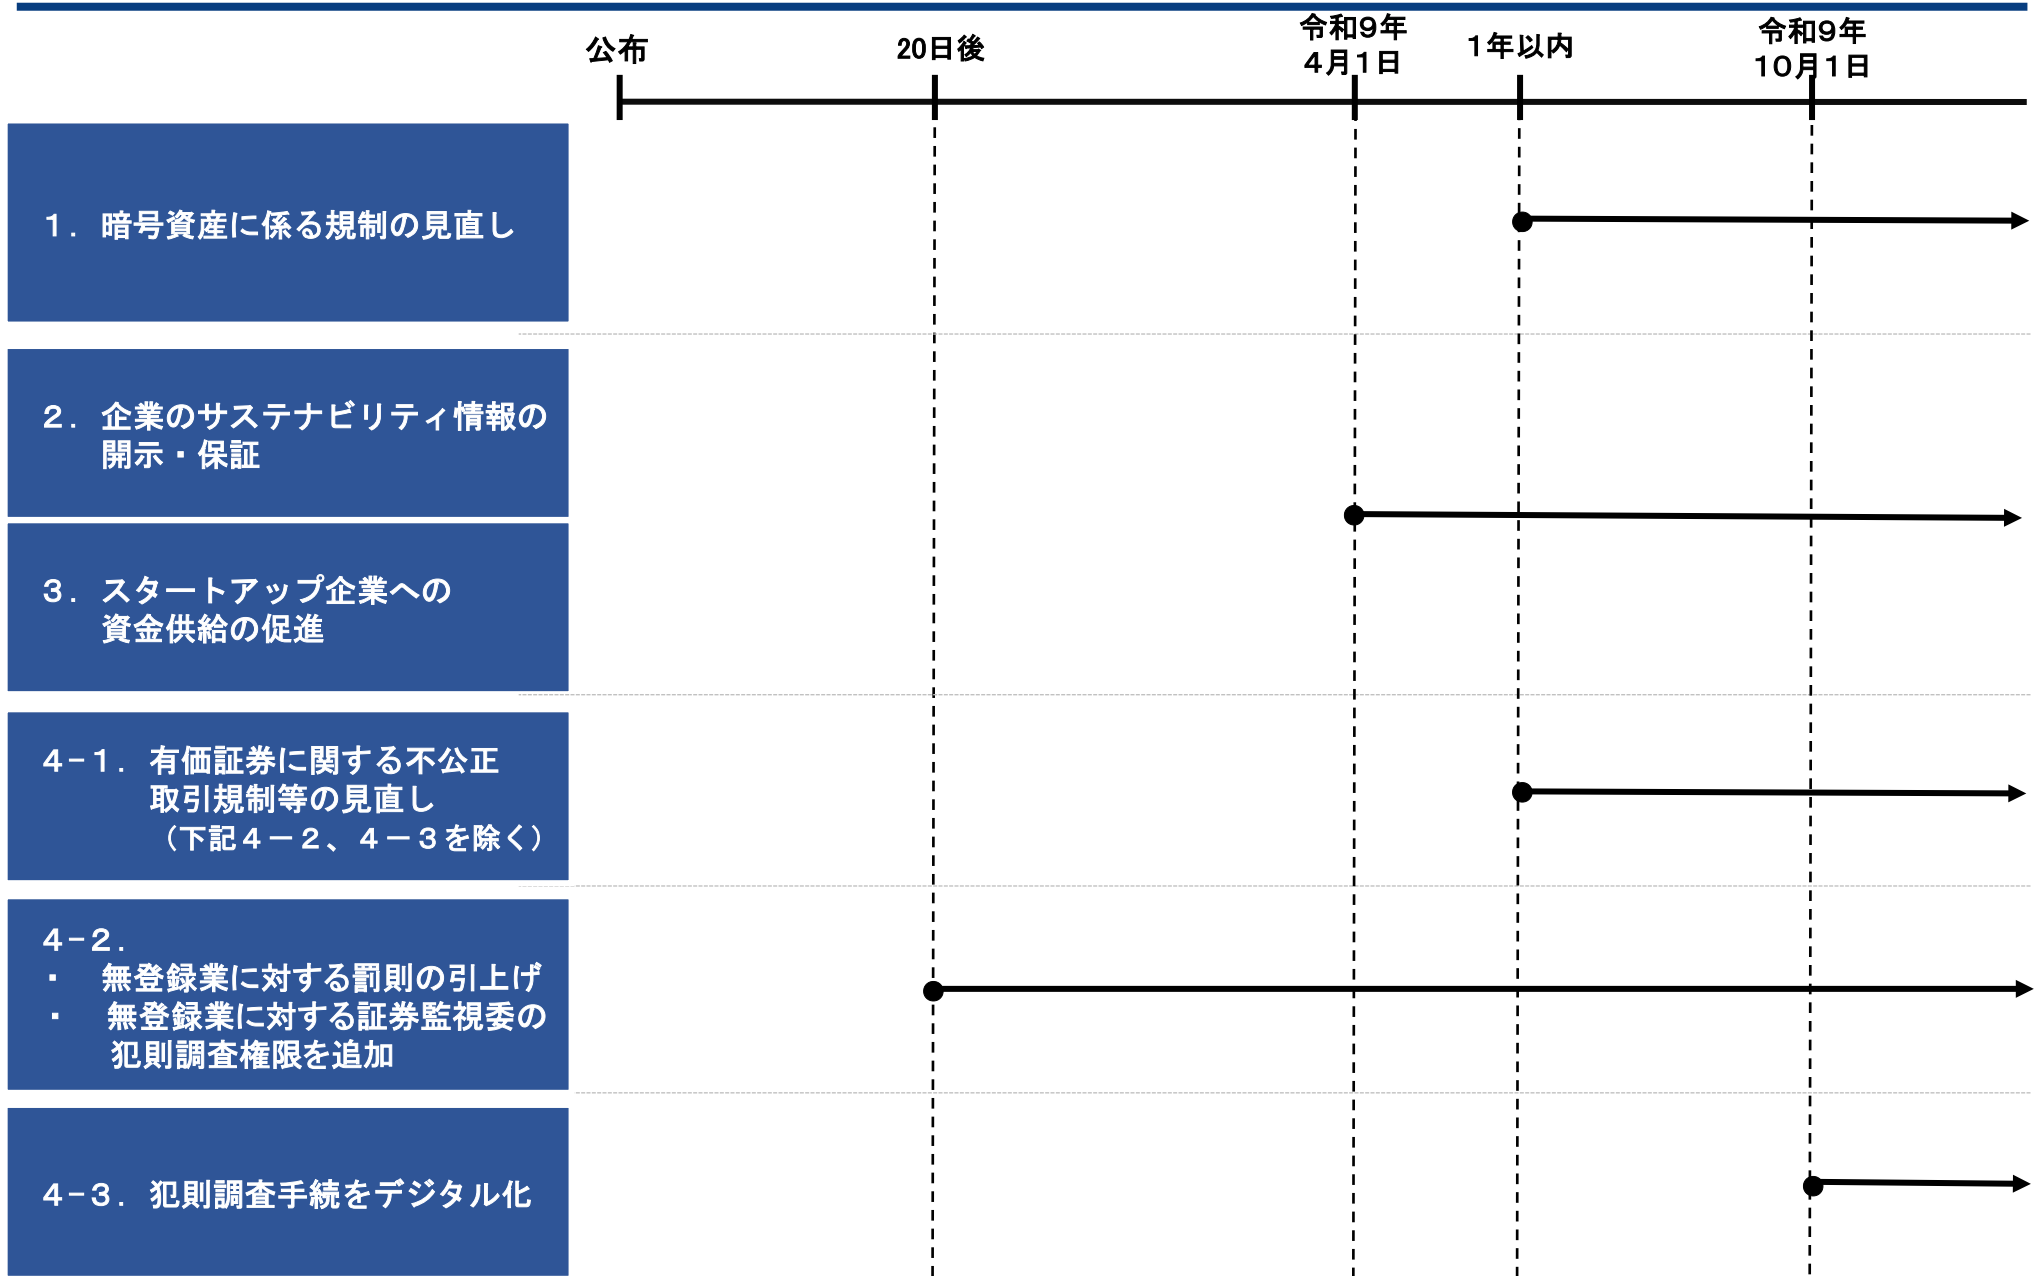 公布
20日後
令和9年
4月1日
1年以内
令和9年
10月1日
1．暗号資産に係る規制の見直し
2．企業のサステナビリティ情報の
開示・保証
3．スタートアップ企業への
資金供給の促進
4－1．有価証券に関する不公正
取引規制等の見直し
（下記4－2、4－3を除く）
4－2．
・ 無登録業に対する罰則の引上げ
・ 無登録業に対する証券監視委の
犯則調査権限を追加
4－3．犯則調査手続をデジタル化